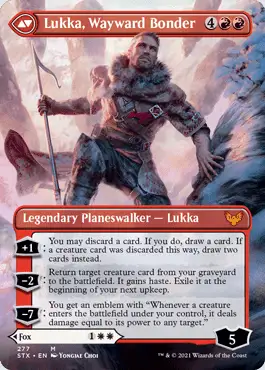 Lukka, Wayward Bonder 4
Legendary Planeswalker — Lukka
+1
You may discard a card. If you do, draw a card. If
a creature card was discarded this way, draw two
cards instead.
-2
Return target creature card from your graveyard
to the battlefield. It gains haste. Exile it at the
beginning of your next upkeep.
-7
You get an emblem with “Whenever a creature
enters the battlefield under your control, it deals
damage equal to its power to any target.”
Fox 1
5
277 M
STX • EN YONGJAE CHOI
™ & © 2021 Wizards of the Coast